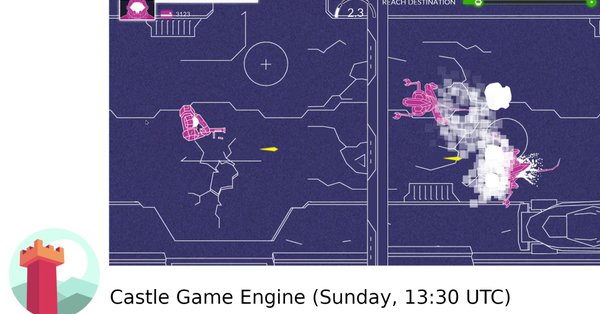 3123
2.3
REACH DESTINATION
Castle Game Engine (Sunday, 13:30 UTC)